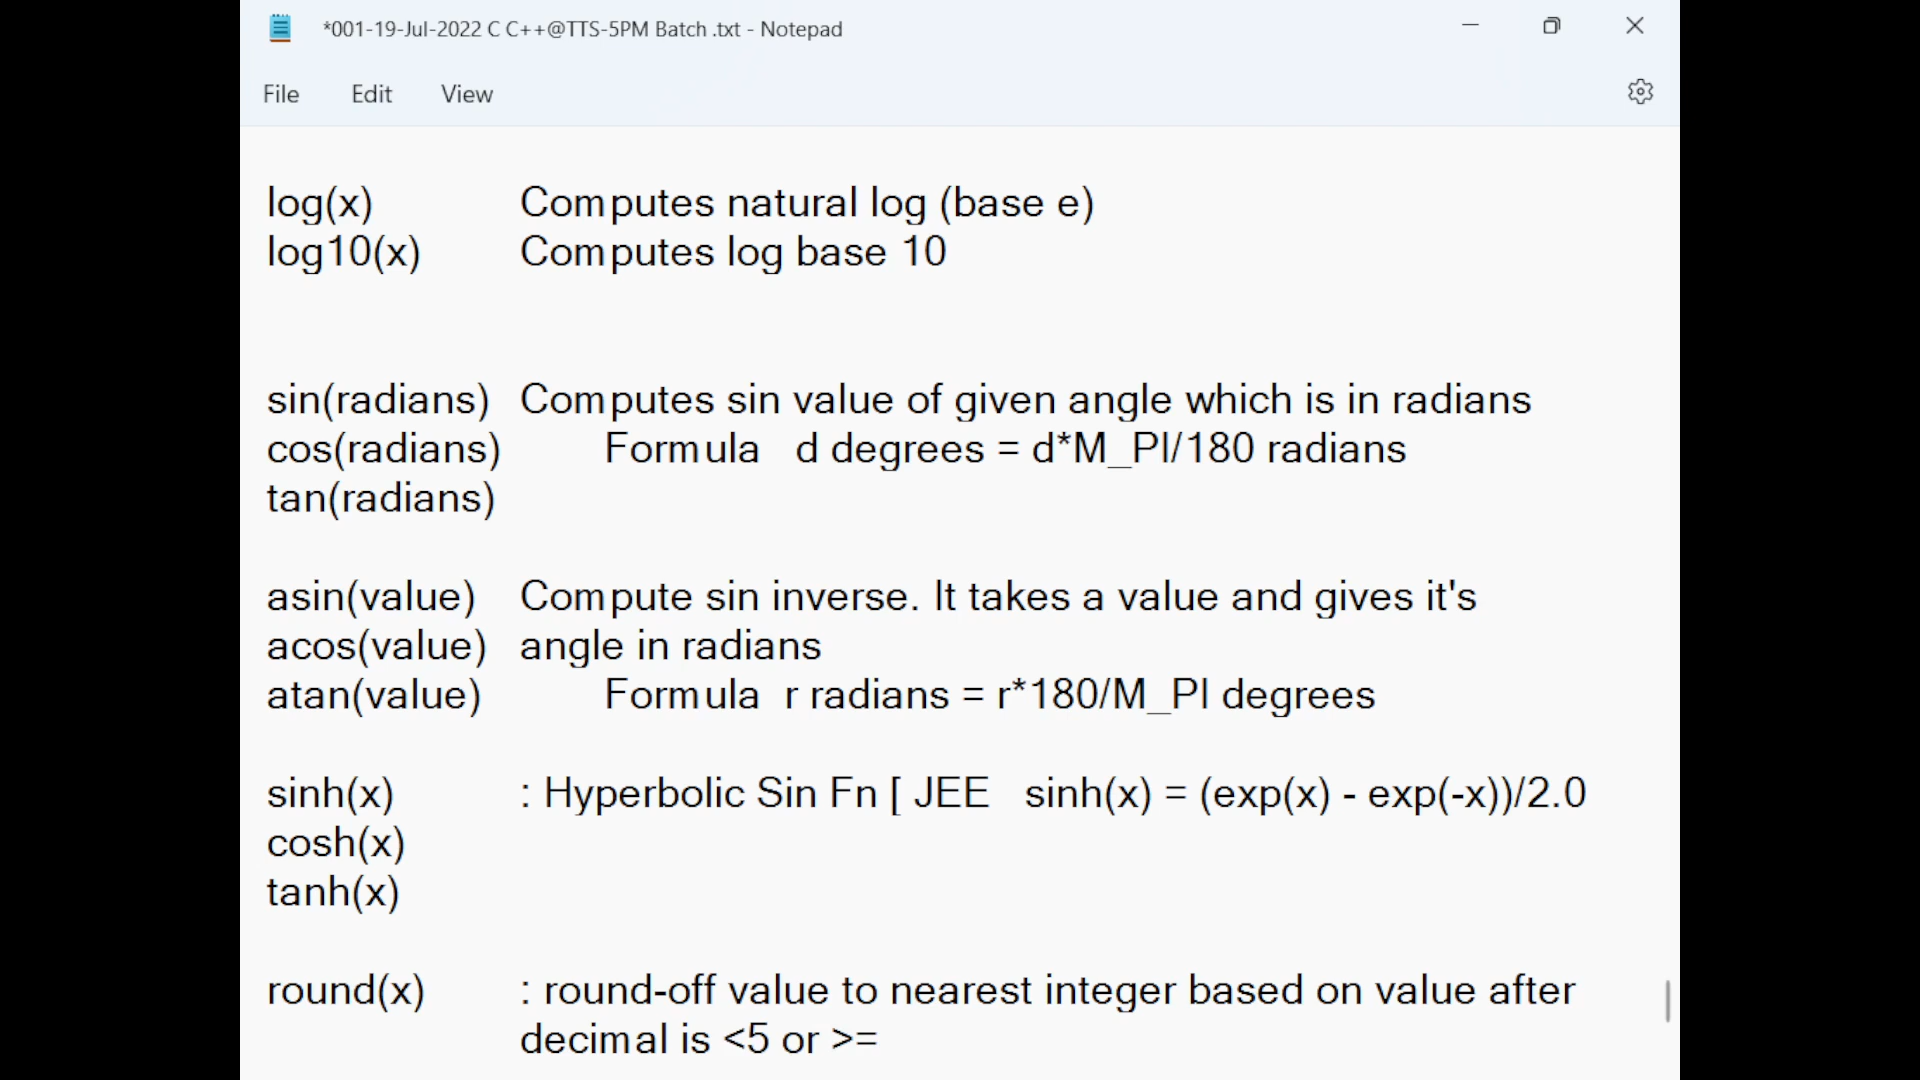 *001-19-Jul-2022 C C++@TTS-5PM Batch .txt - Notepad
File Edit View
log(x) Computes natural log (base e)
log10(x) Computes log base 10
sin(radians) Computes sin value of given angle which is in radians
cos(radians) Formula d degrees = d*M_PI/180 radians
tan(radians)
asin(value) Compute sin inverse. It takes a value and gives it's
acos(value) angle in radians
atan(value) Formula r radians = r*180/M_PI degrees
sinh(x) : Hyperbolic Sin Fn [ JEE sinh(x) = (exp(x) - exp(-x))/2.0
cosh(x)
tanh(x)
round(x) : round-off value to nearest integer based on value after
decimal is <5 or >=